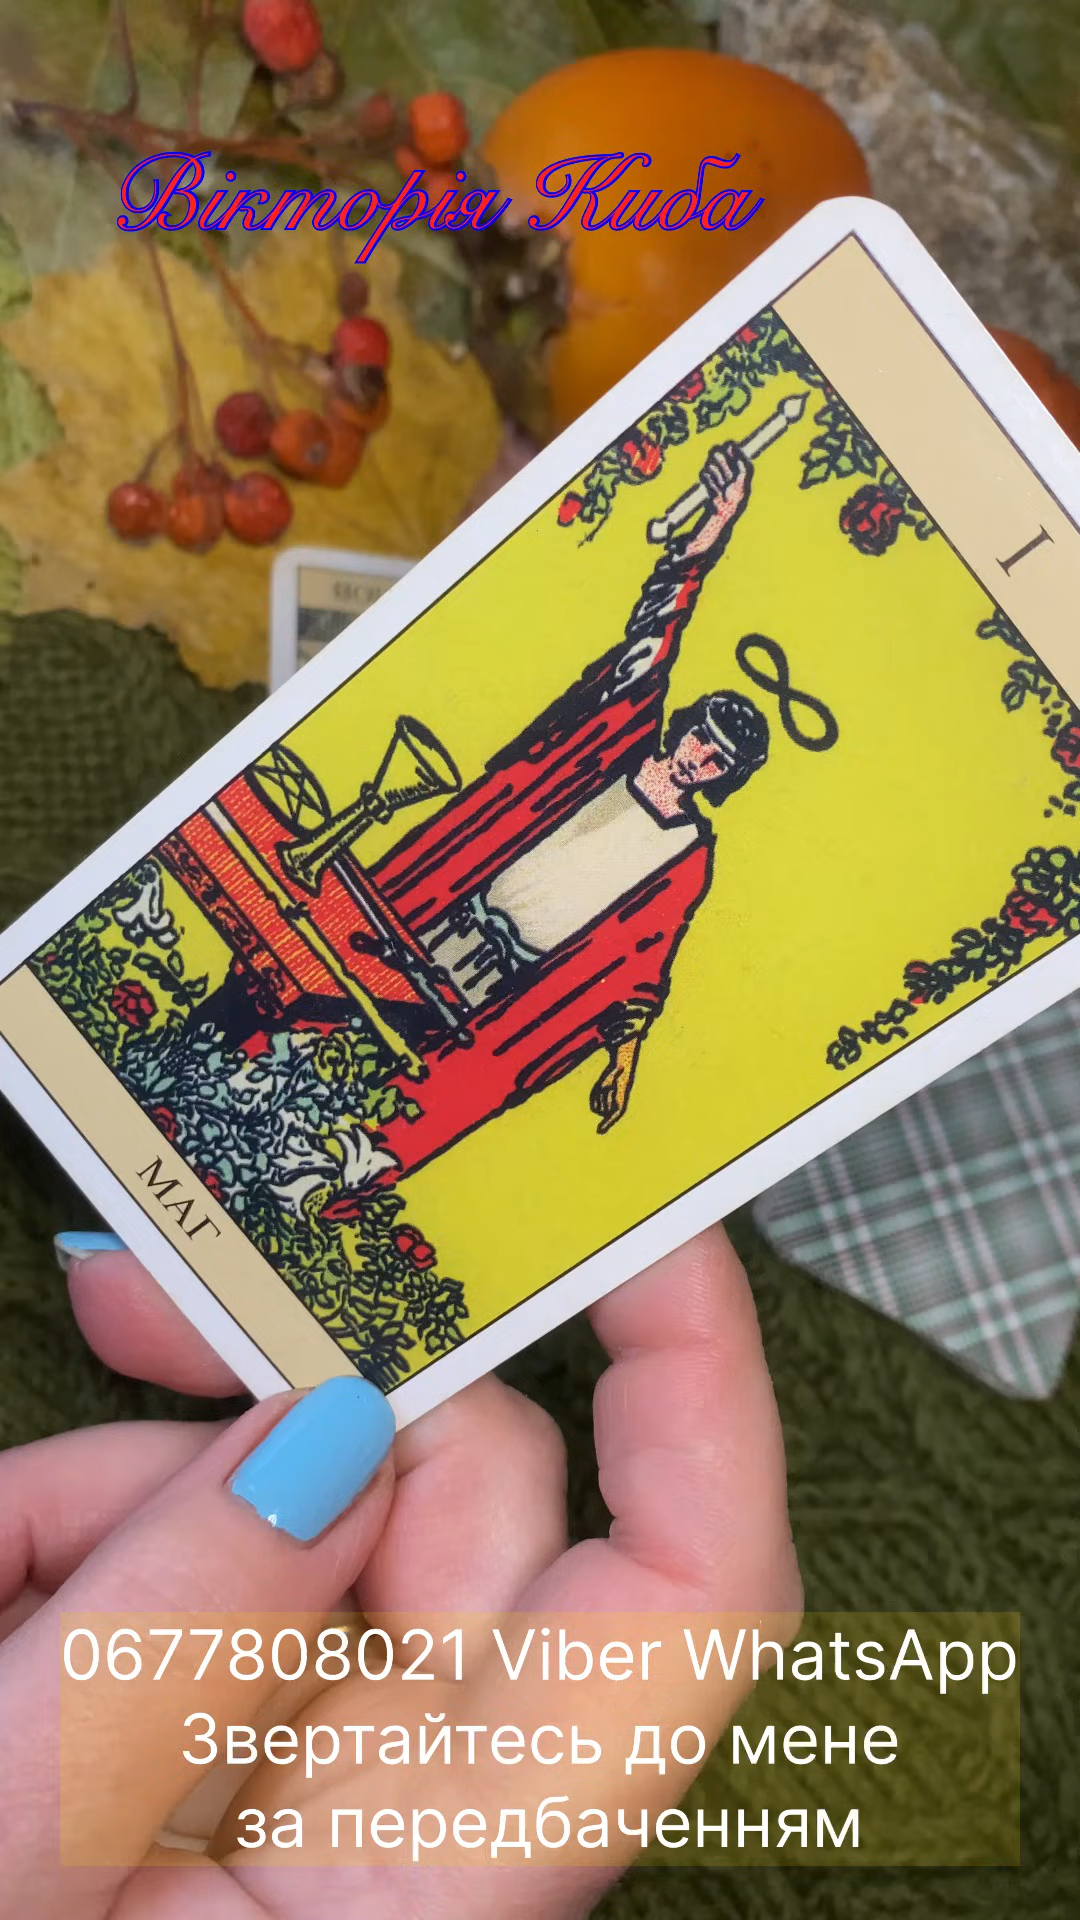 Вікторія Киба
I
МАГ
0677808021 Viber WhatsApp
Звертайтесь до мене
за передбаченням